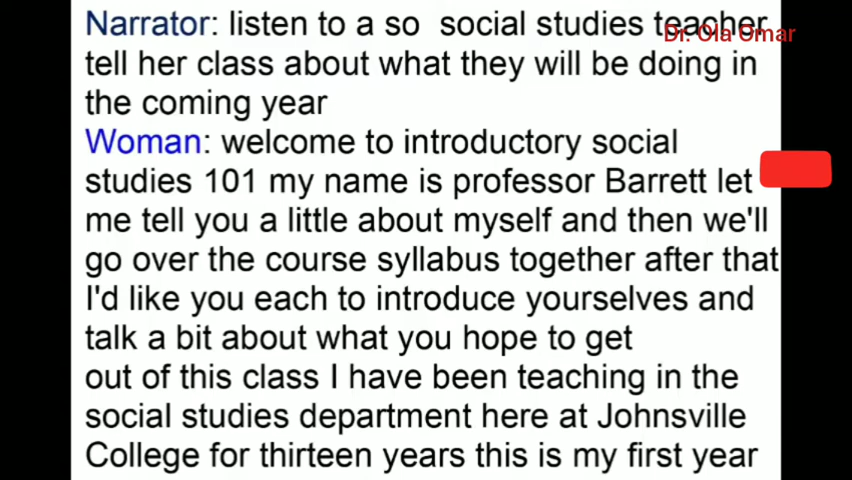 Narrator: listen to a so social studies teacher
Dr. Ola Omar
tell her class about what they will be doing in
the coming year
Woman: welcome to introductory social
studies 101 my name is professor Barrett let
me tell you a little about myself and then we'll
go over the course syllabus together after that
I'd like you each to introduce yourselves and
talk a bit about what you hope to get
out of this class I have been teaching in the
social studies department here at Johnsville
College for thirteen years this is my first year